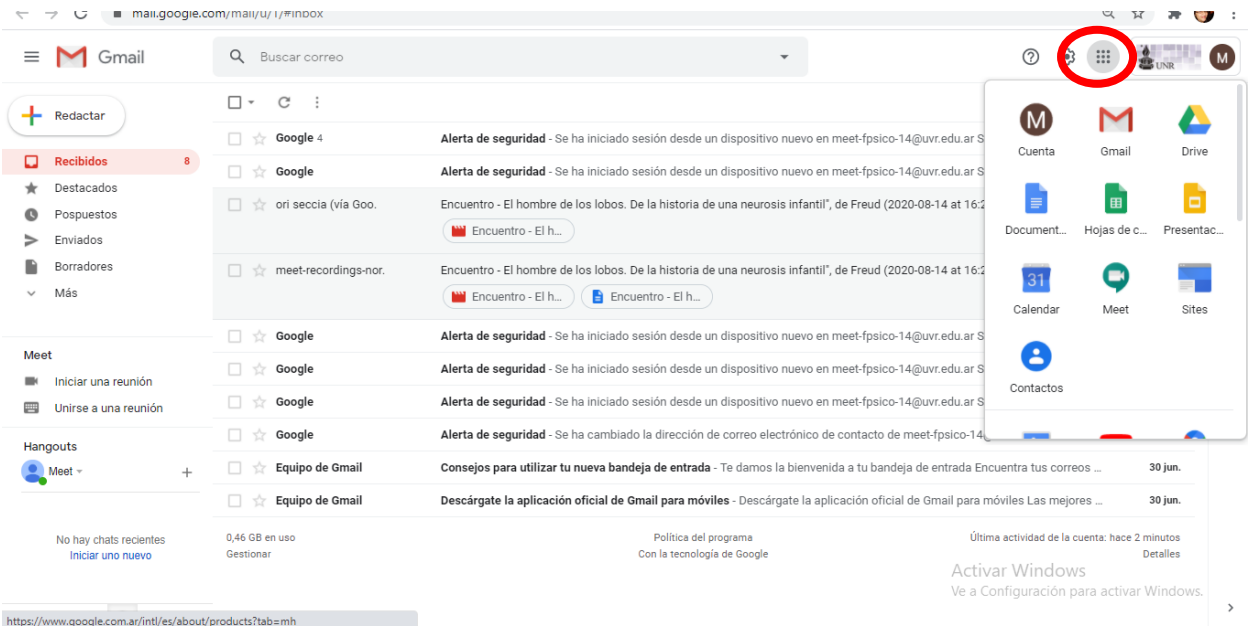 mail.google.com/mail/u/1/#inbox
Gmail
Buscar correo
UNR
M
Redactar
Recibidos 8
Destacados
Pospuestos
Enviados
Borradores
Más
Meet
Iniciar una reunión
Unirse a una reunión
Hangouts
Meet
No hay chats recientes
Iniciar uno nuevo
Google 4 Alerta de seguridad - Se ha iniciado sesión desde un dispositivo nuevo en meet-fpsico-14@uvr.edu.ar S
Google Alerta de seguridad - Se ha iniciado sesión desde un dispositivo nuevo en meet-fpsico-14@uvr.edu.ar S
ori seccia (vía Goo. Encuentro - El hombre de los lobos. De la historia de una neurosis infantil", de Freud (2020-08-14 at 16:2
Encuentro - El h...
meet-recordings-nor. Encuentro - El hombre de los lobos. De la historia de una neurosis infantil", de Freud (2020-08-14 at 16:2
Encuentro - El h... Encuentro - El h...
Google Alerta de seguridad - Se ha iniciado sesión desde un dispositivo nuevo en meet-fpsico-14@uvr.edu.ar S
Google Alerta de seguridad - Se ha iniciado sesión desde un dispositivo nuevo en meet-fpsico-14@uvr.edu.ar S
Google Alerta de seguridad - Se ha iniciado sesión desde un dispositivo nuevo en meet-fpsico-14@uvr.edu.ar S
Google Alerta de seguridad - Se ha cambiado la dirección de correo electrónico de contacto de meet-fpsico-14
Equipo de Gmail Consejos para utilizar tu nueva bandeja de entrada - Te damos la bienvenida a tu bandeja de entrada Encuentra tus correos ... 30 jun.
Equipo de Gmail Descárgate la aplicación oficial de Gmail para móviles - Descárgate la aplicación oficial de Gmail para móviles Las mejores ... 30 jun.
M
Cuenta Gmail Drive
Document... Hojas de c... Presentac...
31
Calendar Meet Sites
Contactos
0,46 GB en uso Política del programa Última actividad de la cuenta: hace 2 minutos
Gestionar Con la tecnología de Google Detalles
Activar Windows
Ve a Configuración para activar Windows.
https://www.google.com.ar/intl/es/about/products?tab=mh